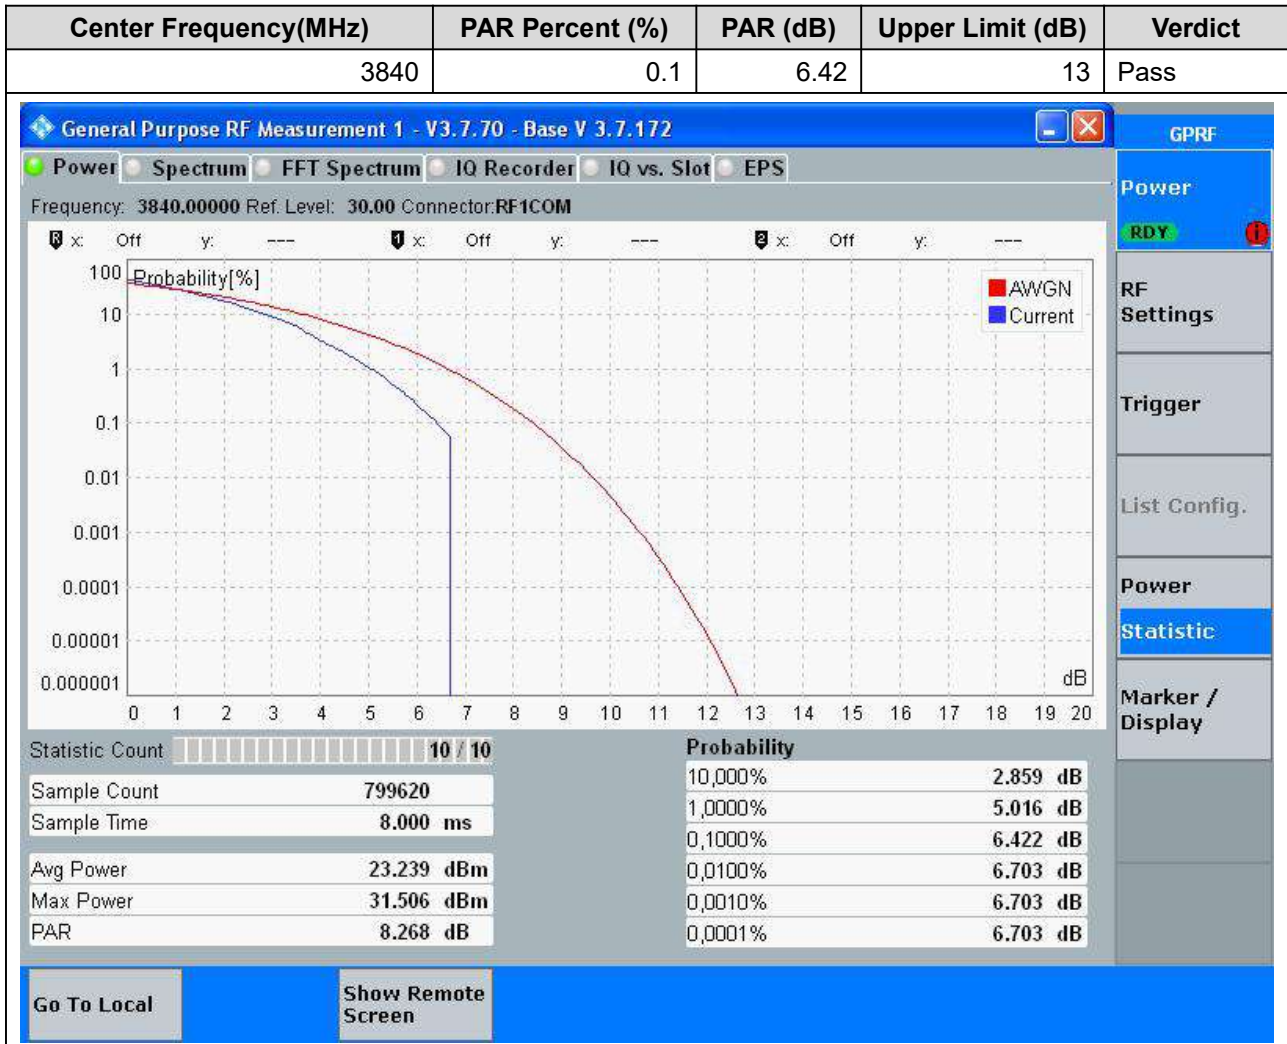 Center Frequency(MHz) PAR Percent (%) PAR (dB) Upper Limit (dB) Verdict
3840 0.1 6.42 13 Pass
General Purpose RF Measurement 1 - V3.7.70 - Base V 3.7.172
GPRF
Power Spectrum FFT Spectrum IQ Recorder IQ vs. Slot EPS
Frequency: 3840.00000 Ref. Level: 30.00 Connector:RF1COM
R x: Off y: --- 1 x: Off y: --- 2 x: Off y: ---
Probability[%]
AWGN
Current
100
10
1
0.1
0.01
0.001
0.0001
0.00001
0.000001
dB
0 1 2 3 4 5 6 7 8 9 10 11 12 13 14 15 16 17 18 19 20
Statistic Count 10 / 10
Sample Count 799620
Sample Time 8.000 ms
Avg Power 23.239 dBm
Max Power 31.506 dBm
PAR 8.268 dB
Probability
10,000% 2.859 dB
1,0000% 5.016 dB
0,1000% 6.422 dB
0,0100% 6.703 dB
0,0010% 6.703 dB
0,0001% 6.703 dB
Power
RDY
RF
Settings
Trigger
List Config.
Power
Statistic
Marker /
Display
Go To Local
Show Remote
Screen